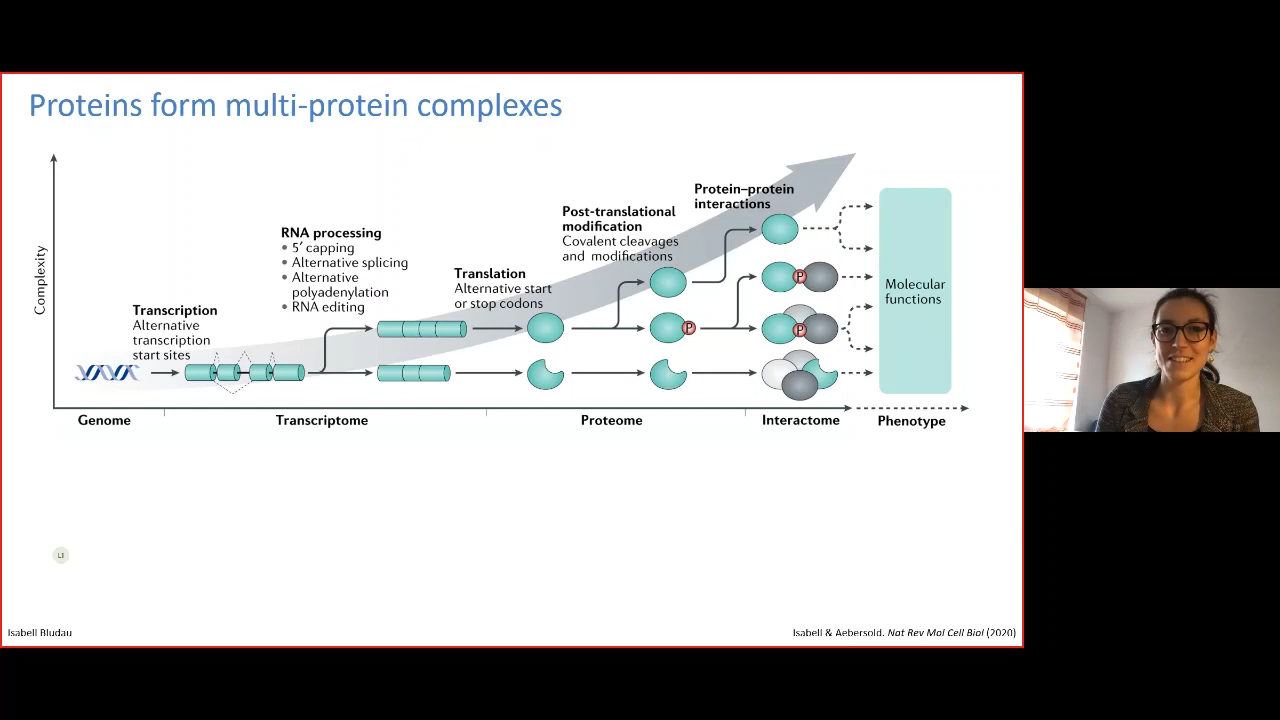 Proteins form multi-protein complexes
Complexity
Transcription
Alternative
transcription
start sites
RNA processing
• 5′ capping
• Alternative splicing
• Alternative
polyadenylation
• RNA editing
Translation
Alternative start
or stop codons
Post-translational
modification
Covalent cleavages
and modifications
Protein–protein
interactions
P
P
P
Molecular
functions
Genome
Transcriptome
Proteome
Interactome
Phenotype
L1
Isabell Bludau
Isabell & Aebersold. Nat Rev Mol Cell Biol (2020)